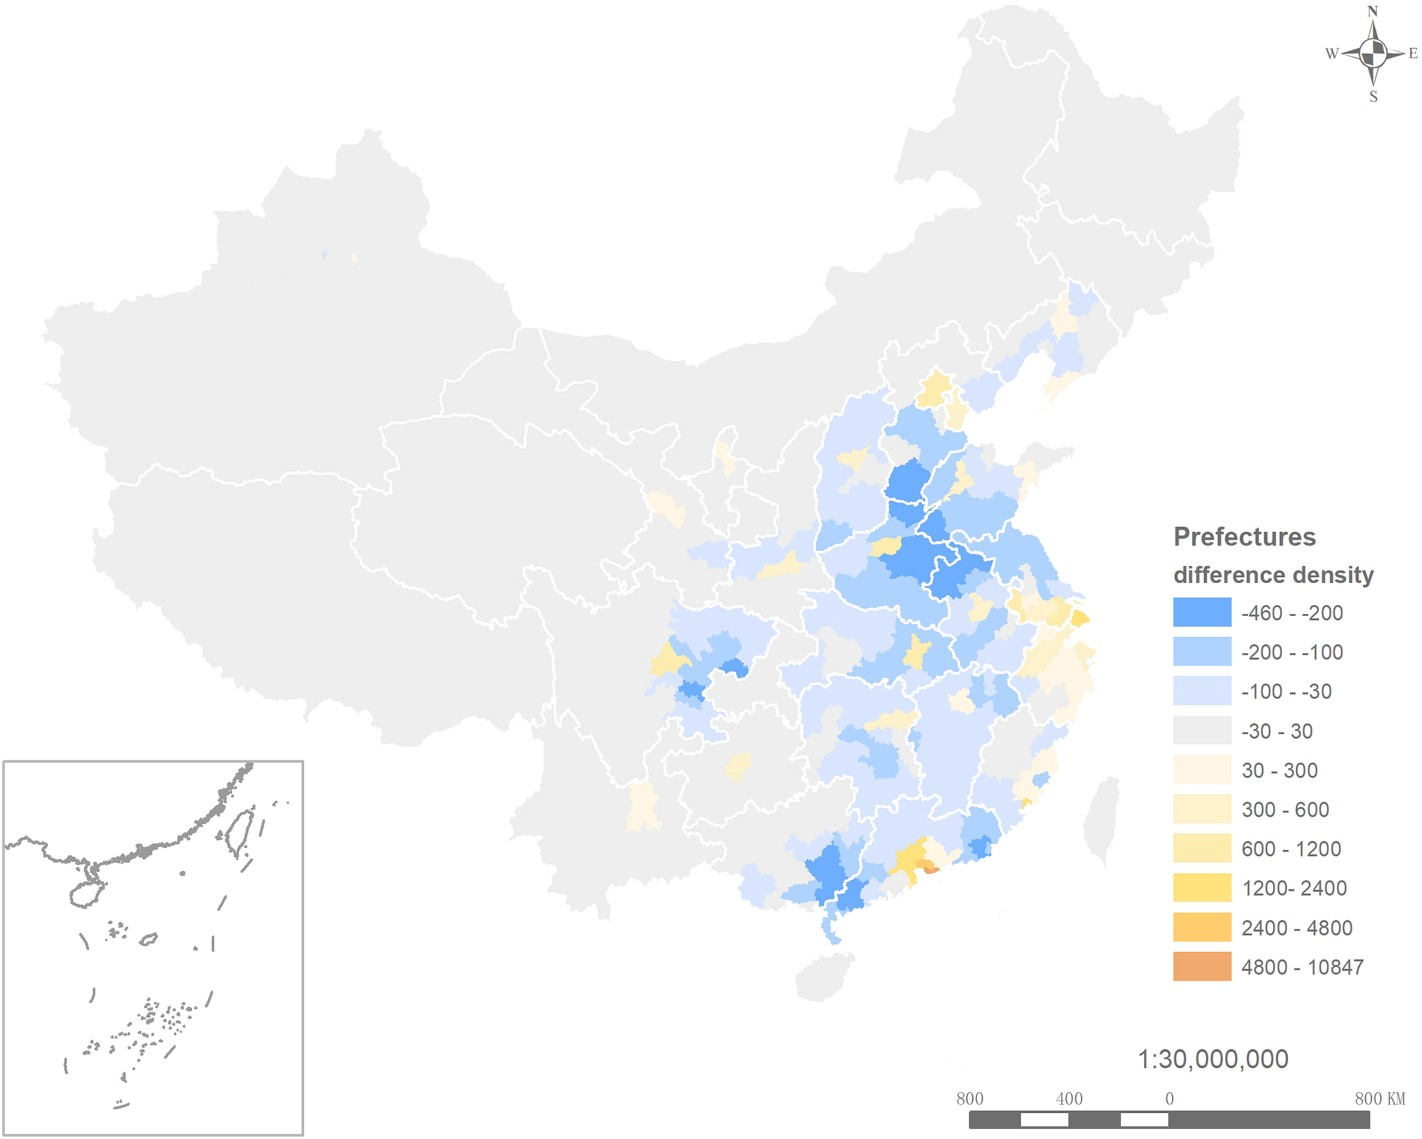 N
W E
S
Prefectures
difference density
-460 - -200
-200 - -100
-100 - -30
-30 - 30
30 - 300
300 - 600
600 - 1200
1200- 2400
2400 - 4800
4800 - 10847
1:30,000,000
800 400 0 800 KM